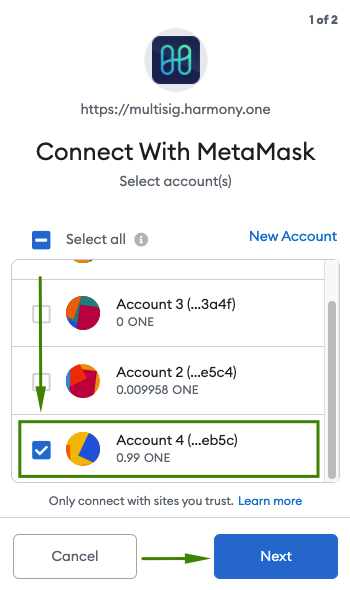 1 of 2
https://multisig.harmony.one
Connect With MetaMask
Select account(s)
Select all
New Account
Account 3 (...3a4f)
0 ONE
Account 2 (...e5c4)
0.009958 ONE
Account 4 (...eb5c)
0.99 ONE
Only connect with sites you trust. Learn more
Cancel
Next